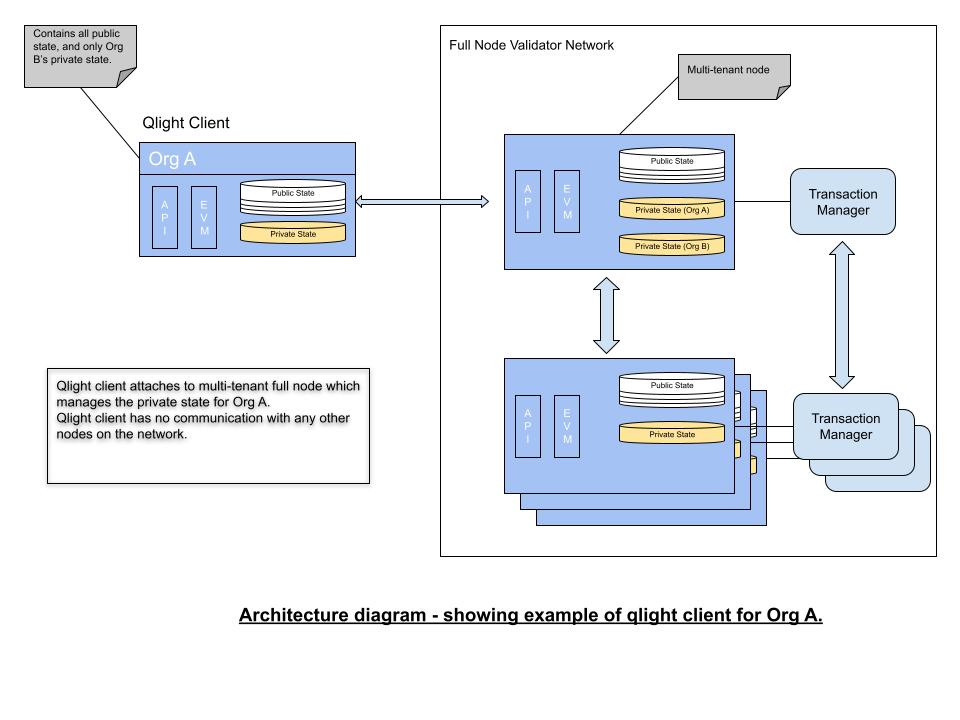 Contains all public
state, and only Org
B's private state.
Full Node Validator Network
Multi-tenant node
Qlight Client
Org A
A
P
I
E
V
M
Public State
Private State
A
P
I
E
V
M
Public State
Private State (Org A)
Private State (Org B)
Transaction
Manager
Qlight client attaches to multi-tenant full node which
manages the private state for Org A.
Qlight client has no communication with any other
nodes on the network.
A
P
I
E
V
M
Public State
Private State
Transaction
Manager
Architecture diagram - showing example of qlight client for Org A.